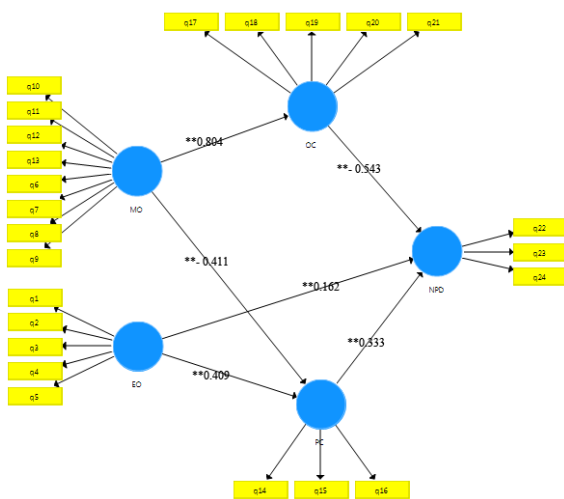 q17
q18
q19
q20
q21
q10
q11
q12
q13
q6
q7
q8
q9
**0.804
OC
**- 0.543
MO
q22
q23
q24
**- 0.411
NPD
**0.162
q1
q2
q3
q4
q5
**0.333
EO
**0.409
PC
q14
q15
q16